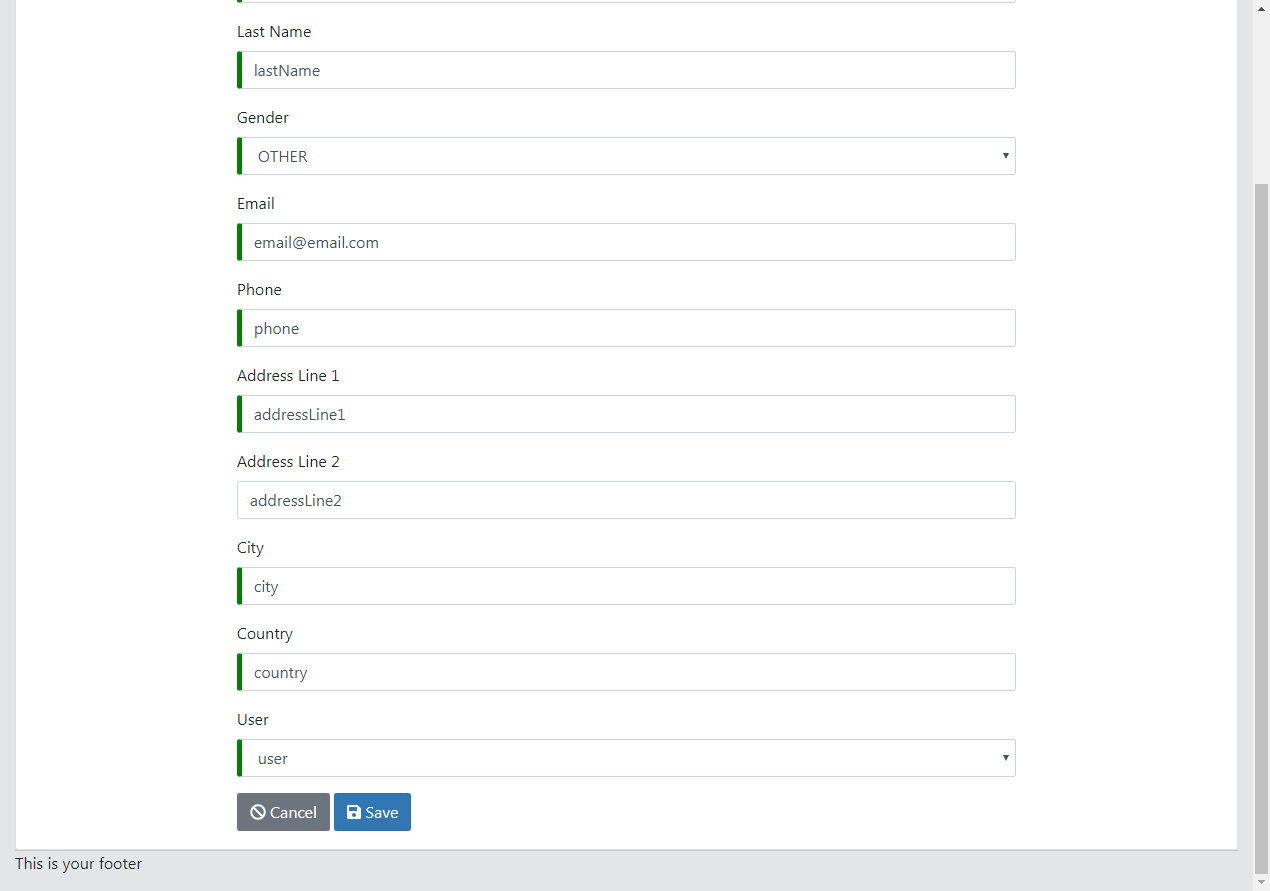 Last Name
lastName
Gender
OTHER
Email
email@email.com
Phone
phone
Address Line 1
addressLine1
Address Line 2
addressLine2
City
city
Country
country
User
user
Cancel Save
This is your footer